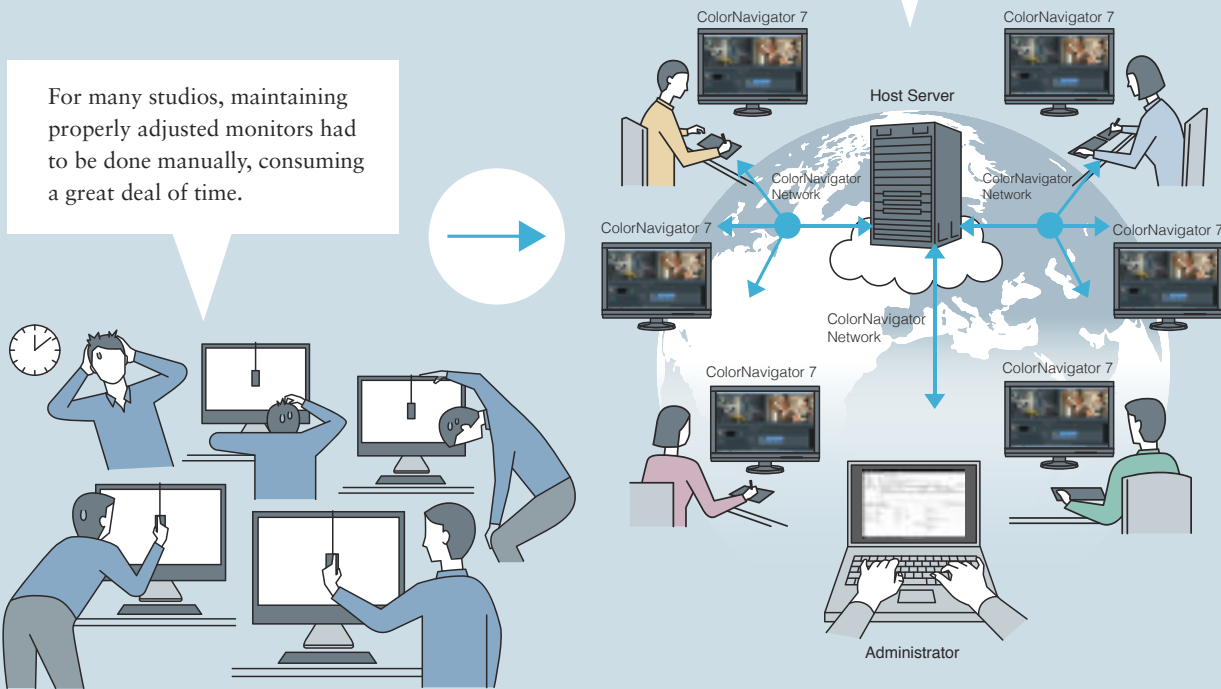 For many studios, maintaining
properly adjusted monitors had
to be done manually, consuming
a great deal of time.
ColorNavigator 7
ColorNavigator 7
Host Server
ColorNavigator
Network
ColorNavigator
Network
ColorNavigator 7
ColorNavigator 7
ColorNavigator
Network
ColorNavigator 7
ColorNavigator 7
Administrator